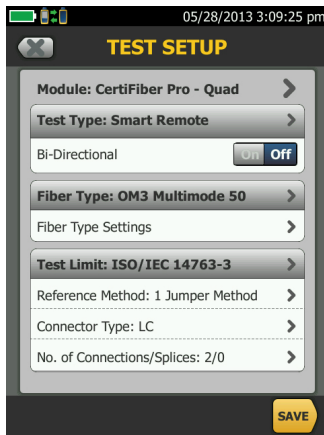 05/28/2013 3:09:25 pm
TEST SETUP
Module: CertiFiber Pro - Quad
Test Type: Smart Remote
Bi-Directional On Off
Fiber Type: OM3 Multimode 50
Fiber Type Settings
Test Limit: ISO/IEC 14763-3
Reference Method: 1 Jumper Method
Connector Type: LC
No. of Connections/Splices: 2/0
SAVE